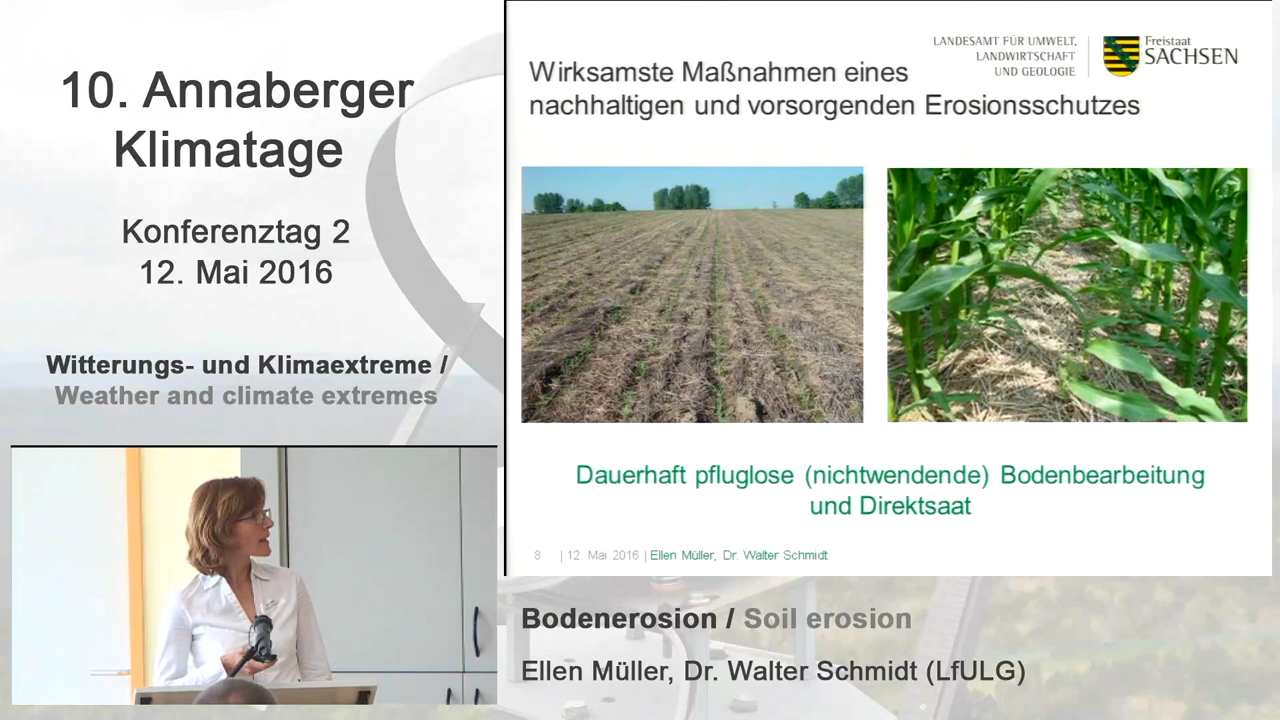 10. Annaberger
Klimatage
Konferenztag 2
12. Mai 2016
Witterungs- und Klimaextreme /
Weather and climate extremes
LANDESAMT FÜR UMWELT,
LANDWIRTSCHAFT
UND GEOLOGIE
Freistaat
SACHSEN
Wirksamste Maßnahmen eines
nachhaltigen und vorsorgenden Erosionsschutzes
Dauerhaft pfluglose (nichtwendende) Bodenbearbeitung
und Direktsaat
8 | 12. Mai 2016 | Ellen Müller, Dr. Walter Schmidt
Bodenerosion / Soil erosion
Ellen Müller, Dr. Walter Schmidt (LfULG)